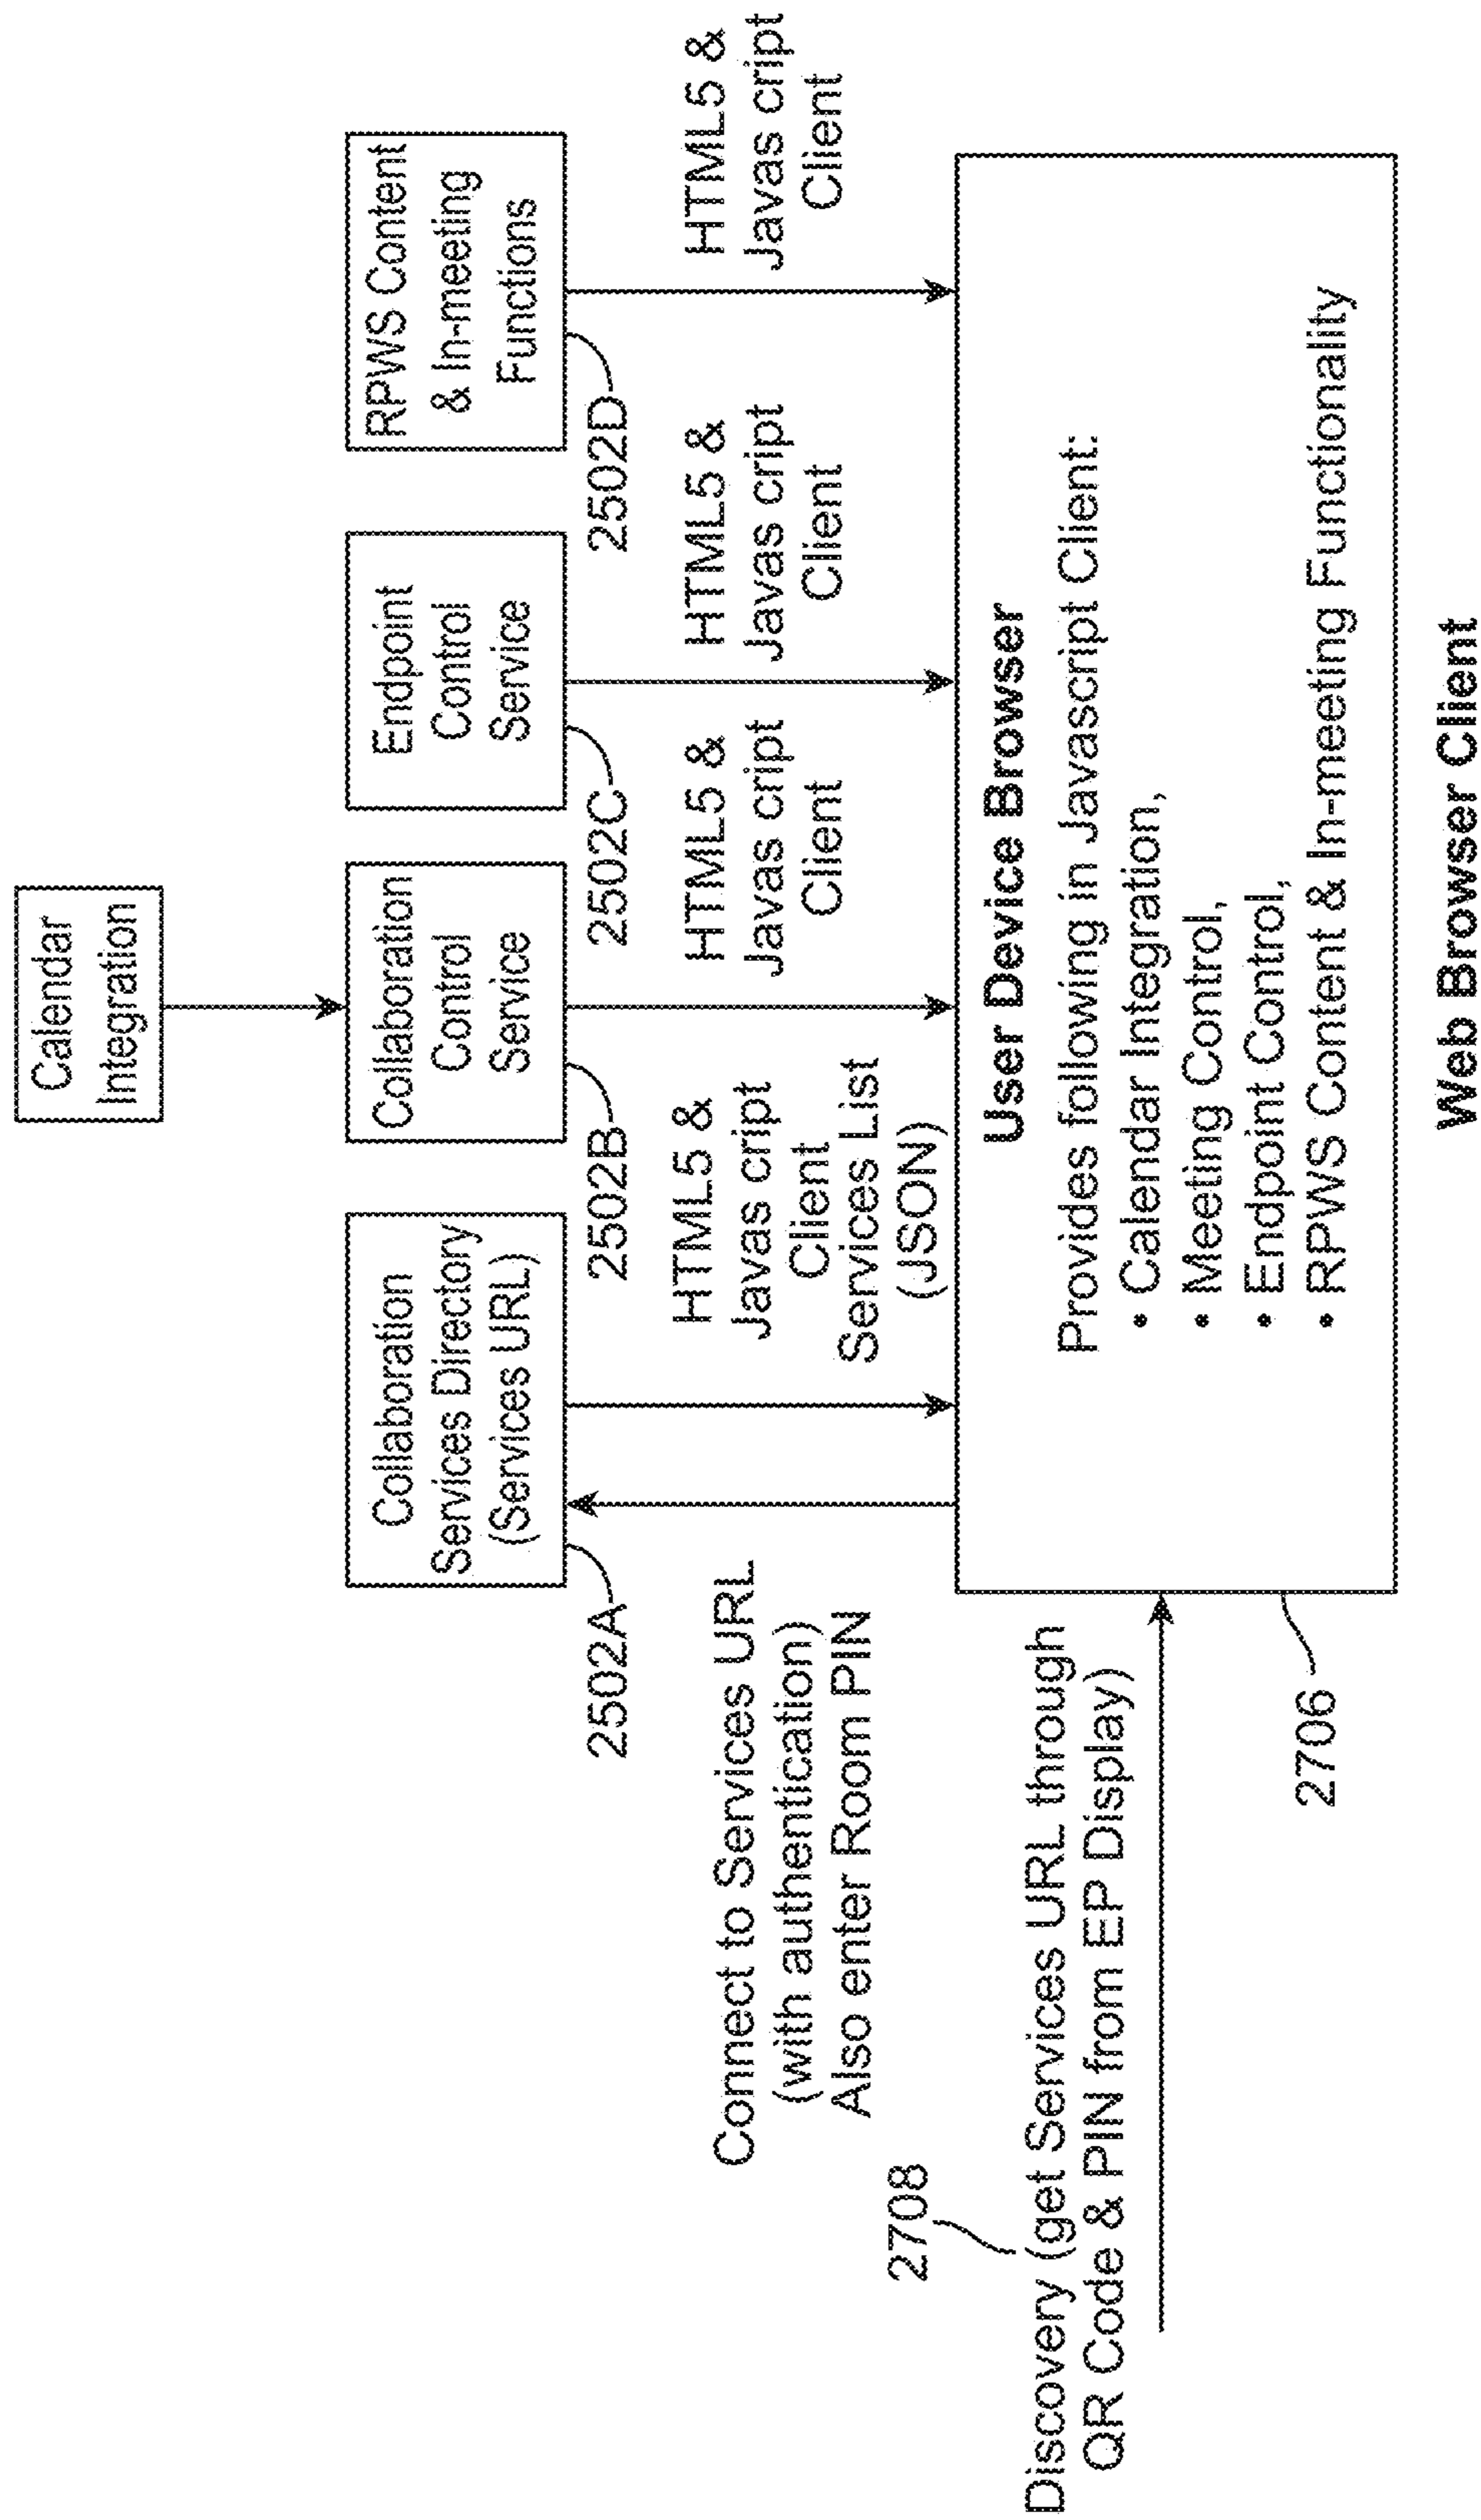 Calendar
Integration
Collaboration
Services Directory
(Services URL)
Collaboration
Control
Service
Endpoint
Control
Service
RPWS Content
& In-meeting
Functions
2502A
2502B
2502C
2502D
Connect to Services URL
(with authentication)
Also enter Room PIN
HTML5 &
Javas cript
Client
Services List
(JSON)
HTML5 &
Javas cript
Client
HTML5 &
Javas cript
Client
HTML5 &
Javas cript
Client
2708
Discovery (get Services URL through
QR Code & PIN from EP Display)
User Device Browser
Provides following in Javascript Client:
• Calendar Integration,
• Meeting Control,
• Endpoint Control,
• RPWS Content & In-meeting Functionality
2706
Web Browser Client